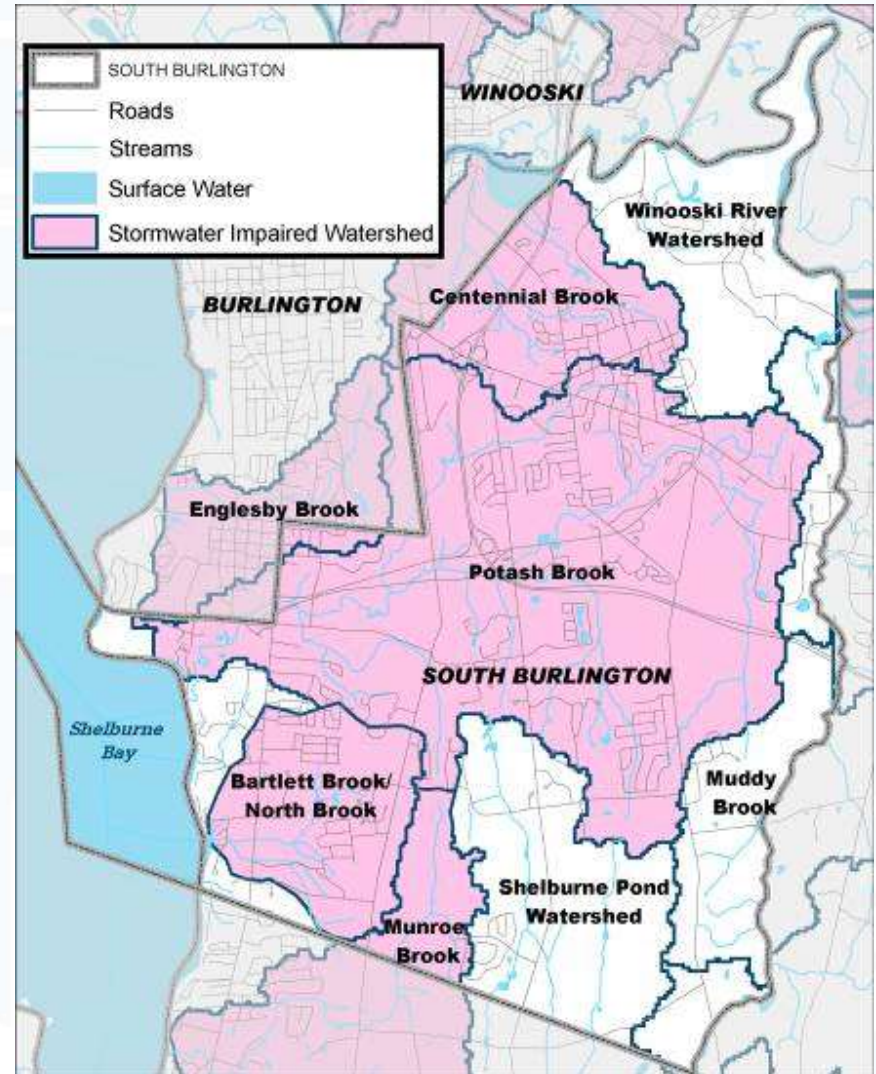 SOUTH BURLINGTON
Roads
Streams
Surface Water
Stormwater Impaired Watershed
WINOOSKI
Winooski River
Watershed
Centennial Brook
BURLINGTON
Englesby Brook
Potash Brook
SOUTH BURLINGTON
Shelburne
Bay
Bartlett Brook/
North Brook
Muddy
Brook
Shelburne Pond
Watershed
Munroe
Brook